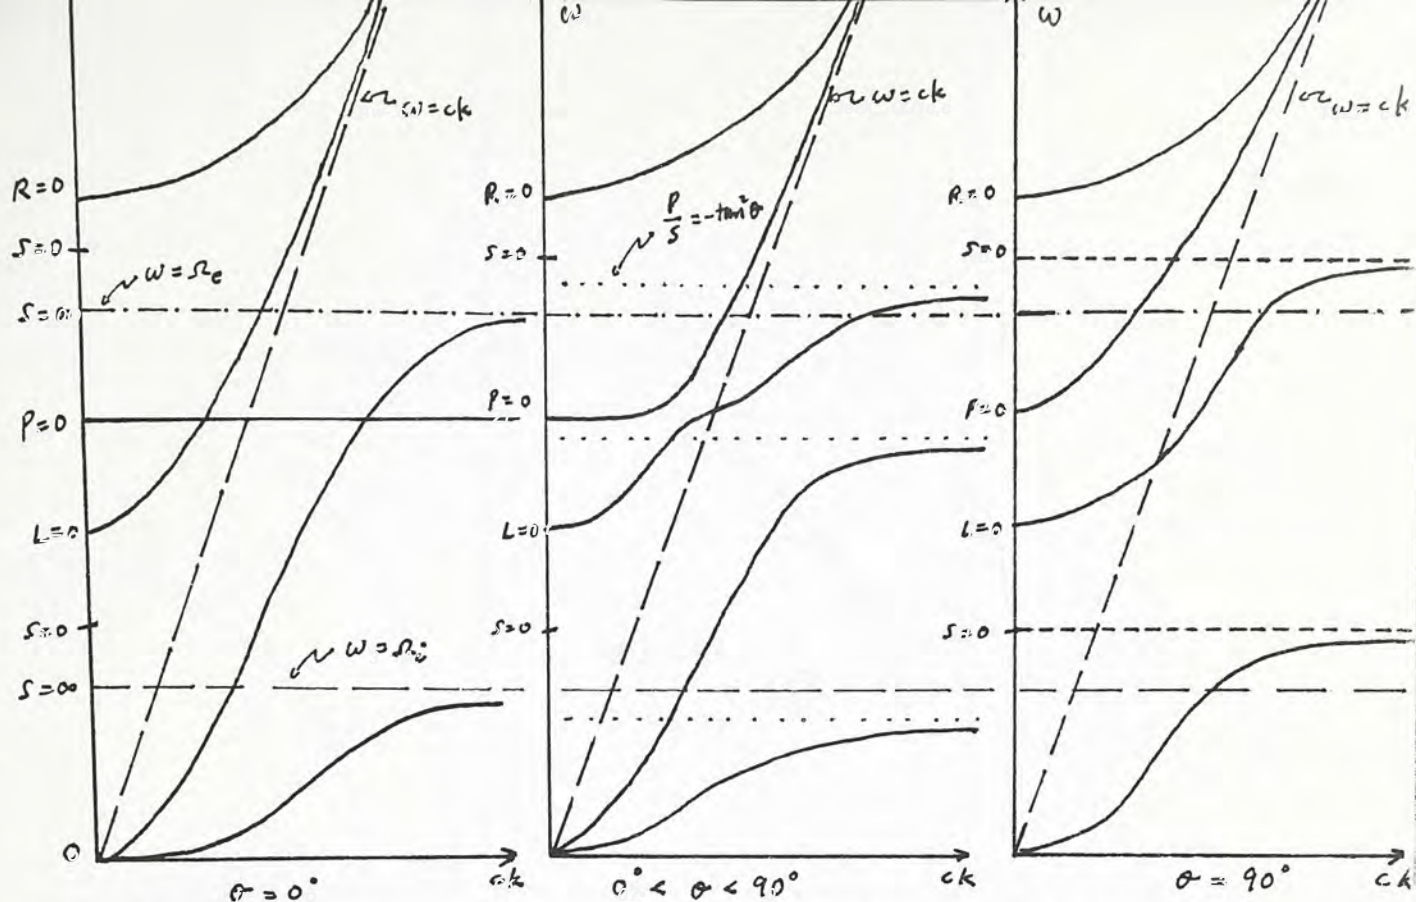 ω = ck
R=0
S=0
ω = Ωe
S=∞
P=0
L=0
S=0
ω = Ωi
S=∞
0
θ = 0°
ck
ω
ω = ck
R=0
P/S = -tan²θ
S=0
P=0
L=0
S=0
0° < θ < 90°
ck
ω
ω = ck
R=0
S=0
P=0
L=0
S=0
θ = 90°
ck